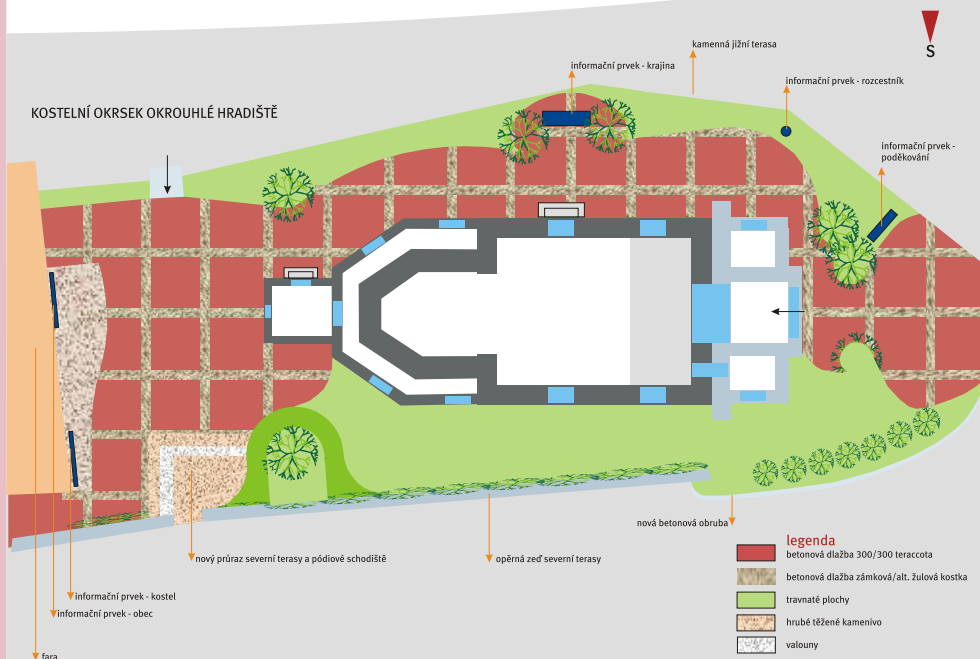 S
kamenná jižní terasa
informační prvek - krajina
informační prvek - rozcestník
KOSTELNÍ OKRSEK OKROUHLÉ HRADIŠTĚ
informační prvek -
poděkování
nová betonová obruba
legenda
betonová dlažba 300/300 teraccota
nový průraz severní terasy a pódiové schodiště
opěrná zeď severní terasy
betonová dlažba zámková/alt. žulová kostka
informační prvek - kostel
travnaté plochy
informační prvek - obec
hrubé těžené kamenivo
valouny
fara